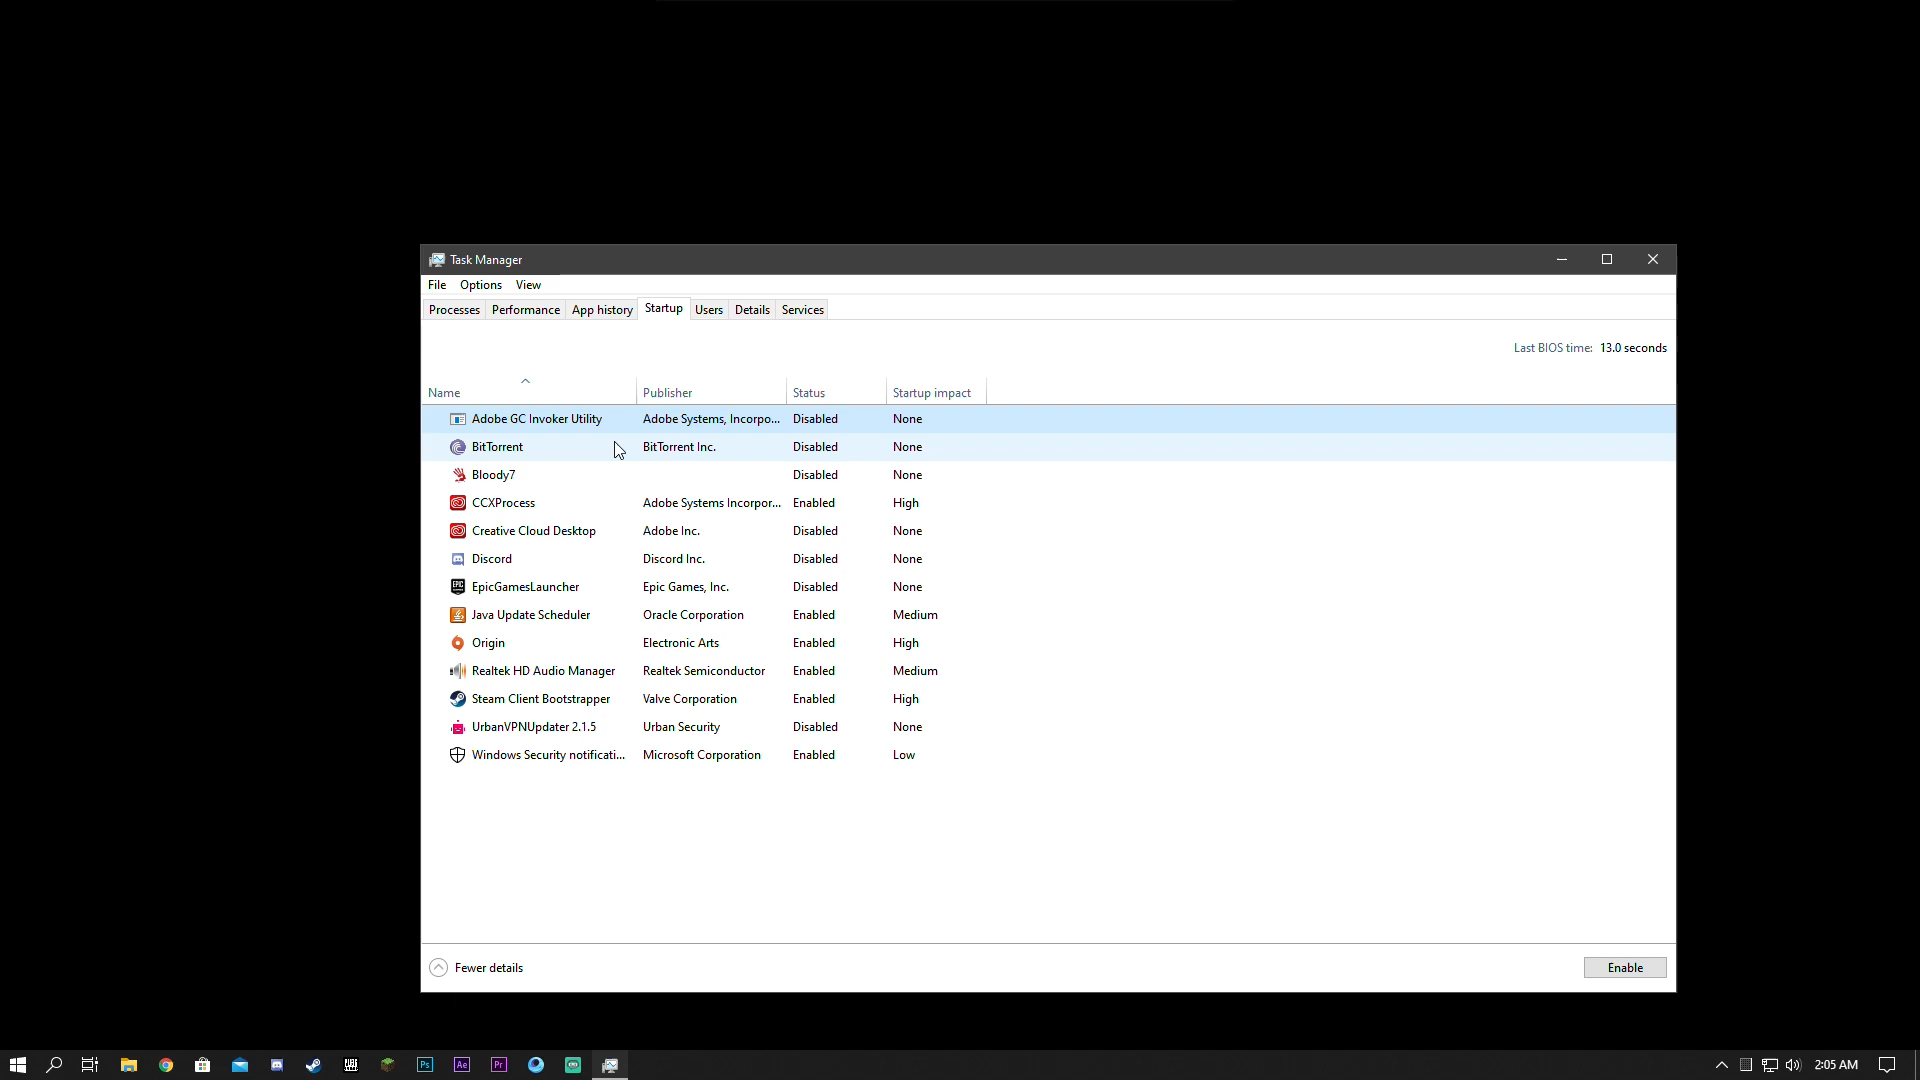 Task Manager
File Options View
Processes Performance App history Startup Users Details Services
Last BIOS time: 13.0 seconds
Name Publisher Status Startup impact
Adobe GC Invoker Utility Adobe Systems, Incorpo... Disabled None
BitTorrent BitTorrent Inc. Disabled None
Bloody7 Disabled None
CCXProcess Adobe Systems Incorpor... Enabled High
Creative Cloud Desktop Adobe Inc. Disabled None
Discord Discord Inc. Disabled None
EpicGamesLauncher Epic Games, Inc. Disabled None
Java Update Scheduler Oracle Corporation Enabled Medium
Origin Electronic Arts Enabled High
Realtek HD Audio Manager Realtek Semiconductor Enabled Medium
Steam Client Bootstrapper Valve Corporation Enabled High
UrbanVPNUpdater 2.1.5 Urban Security Disabled None
Windows Security notificati... Microsoft Corporation Enabled Low
Fewer details Enable
Ps Ae Pr 2:05 AM